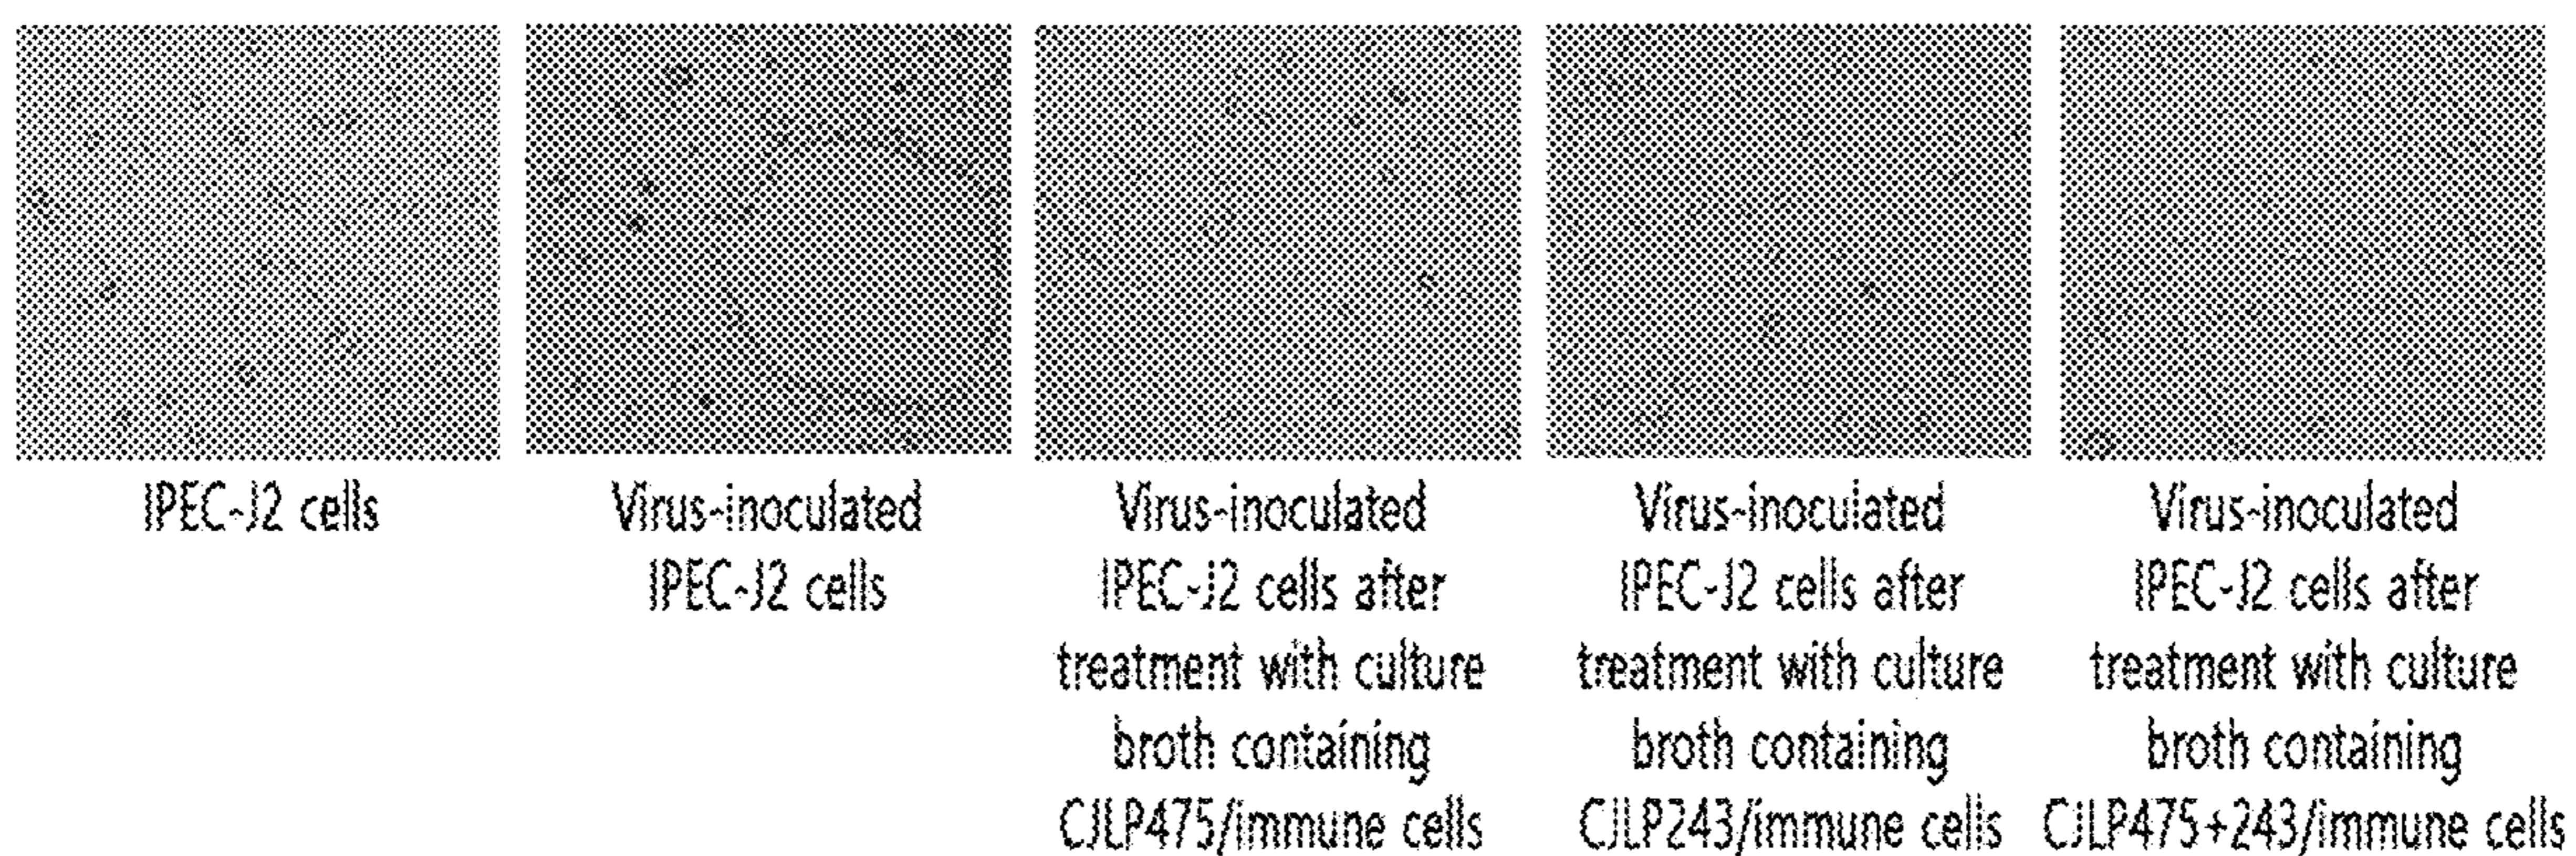 IPEC-J2 cells
Virus-inoculated
IPEC-J2 cells
Virus-inoculated
IPEC-J2 cells after
treatment with culture
broth containing
CJLP475/immune cells
Virus-inoculated
IPEC-J2 cells after
treatment with culture
broth containing
CJLP243/immune cells
Virus-inoculated
IPEC-J2 cells after
treatment with culture
broth containing
CJLP475+243/immune cells